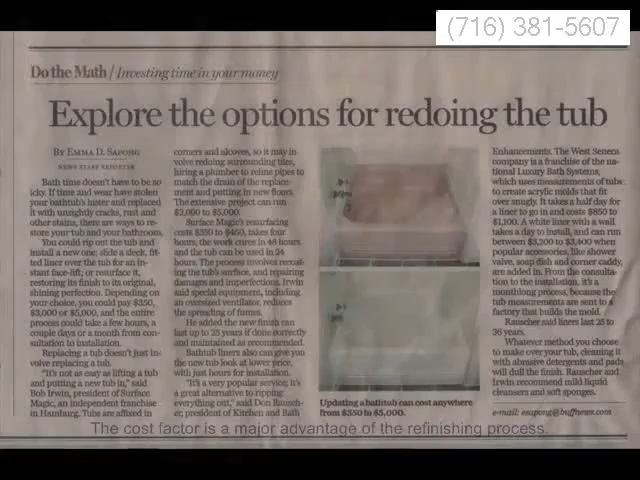 (716) 381-5607
Do the Math / Investing time in your money
Explore the options for redoing the tub
BY EMMA D. SAPONG
NEWS STAFF REPORTER
Bath time doesn't have to be so
icky. If time and wear have stolen
your bathtub's luster and replaced
it with unsightly cracks, rust and
other stains, there are ways to re-
store your tub and your bathroom.
You could rip out the tub and
install a new one; slide a sleek, fit-
ted liner over the tub for an in-
stant face-lift; or resurface it,
restoring its finish to its original,
shining perfection. Depending on
your choice, you could pay $350,
$3,000 or $5,000, and the entire
process could take a few hours, a
couple days or a month from con-
sultation to installation.
Replacing a tub doesn't just in-
volve replacing a tub.
"It's not as easy as lifting a tub
and putting a new tub in," said
Bob Irwin, president of Surface
Magic, an independent franchise
in Hamburg. Tubs are affixed in
corners and alcoves, so it may in-
volve redoing surrounding tiles,
hiring a plumber to reline pipes to
match the drain of the replace-
ment and putting in new floors.
The extensive project can run
$2,000 to $5,000.
Surface Magic's resurfacing
costs $350 to $450, takes four
hours, the work cures in 48 hours
and the tub can be used in 24
hours. The process involves recoat-
ing the tub's surface, and repairing
damages and imperfections. Irwin
said special equipment, including
an oversized ventilator, reduces
the spreading of fumes.
He added the new finish can
last up to 25 years if done correctly
and maintained as recommended.
Bathtub liners also can give you
the new tub look at lower price,
with just hours for installation.
"It's a very popular service; it's
a great alternative to ripping
everything out," said Don Rausch-
er, president of Kitchen and Bath
Updating a bathtub can cost anywhere
from $350 to $5,000.
Enhancements. The West Seneca
company is a franchise of the na-
tional Luxury Bath Systems,
which uses measurements of tubs
to create acrylic molds that fit
over snugly. It takes a half day for
a liner to go in and costs $850 to
$1,100. A white liner with a wall
takes a day to install, and can run
between $3,200 to $3,400 when
popular accessories, like shower
valve, soap dish and corner caddy,
are added in. From the consulta-
tion to the installation, it's a
monthlong process, because the
tub measurements are sent to a
factory that builds the mold.
Rauscher said liners last 25 to
35 years.
Whatever method you choose
to make over your tub, cleaning it
with abrasive detergents and pads
will dull the finish. Rauscher and
Irwin recommend mild liquid
cleansers and soft sponges.
e-mail: esapong@buffnews.com
The cost factor is a major advantage of the refinishing process.